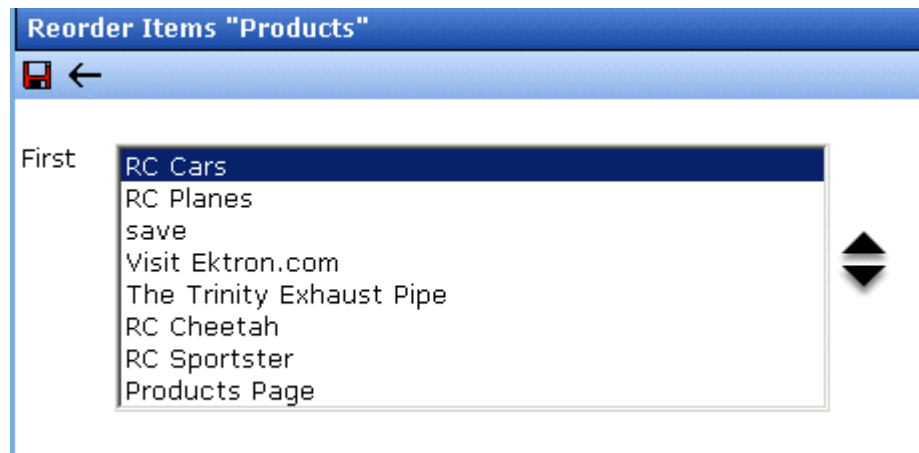 Reorder Items "Products"
First
RC Cars
RC Planes
save
Visit Ektron.com
The Trinity Exhaust Pipe
RC Cheetah
RC Sportster
Products Page